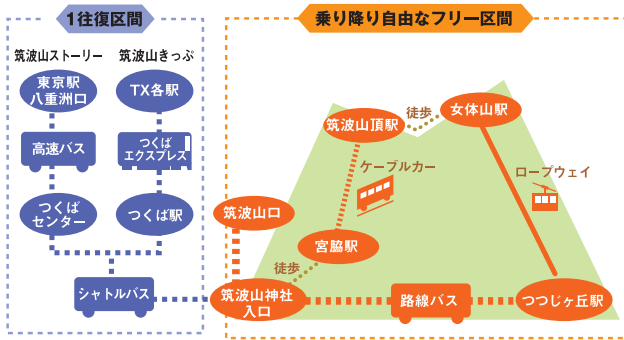 1往復区間
乗り降り自由なフリー区間
筑波山ストーリー
筑波山きっぷ
東京駅
八重洲口
TX各駅
高速バス
つくば
エクスプレス
つくば
センター
つくば駅
シャトルバス
筑波山頂駅
徒歩
女体山駅
ケーブルカー
ロープウェイ
筑波山口
宮脇駅
徒歩
筑波山神社
入口
路線バス
つつじヶ丘駅